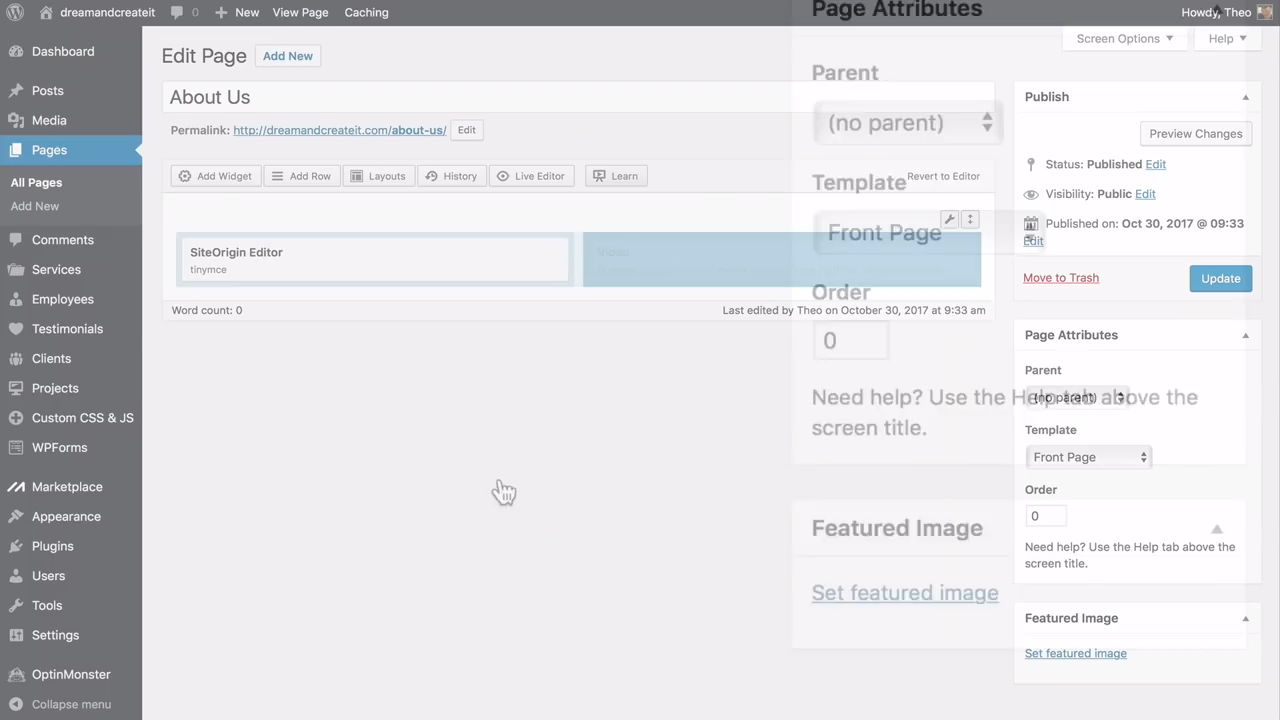 dreamandcreateit 0 New View Page Caching Howdy, Theo
Dashboard
Posts
Media
Pages
All Pages
Add New
Comments
Services
Employees
Testimonials
Clients
Projects
Custom CSS & JS
WPForms
Marketplace
Appearance
Plugins
Users
Tools
Settings
OptinMonster
Collapse menu
Screen Options Help
Edit Page Add New
About Us
Permalink: http://dreamandcreateit.com/about-us/ Edit
Add Widget Add Row Layouts History Live Editor Learn Revert to Editor
SiteOrigin Editor
tinymce
Word count: 0 Last edited by Theo on October 30, 2017 at 9:33 am
Page Attributes
Parent
(no parent)
Template
Front Page
Order
0
Need help? Use the Help tab above the
screen title.
Featured Image
Set featured image
Publish
Preview Changes
Status: Published Edit
Visibility: Public Edit
Published on: Oct 30, 2017 @ 09:33
Edit
Move to Trash Update
Page Attributes
Parent
(no parent)
Template
Front Page
Order
0
Need help? Use the Help tab above the
screen title.
Featured Image
Set featured image